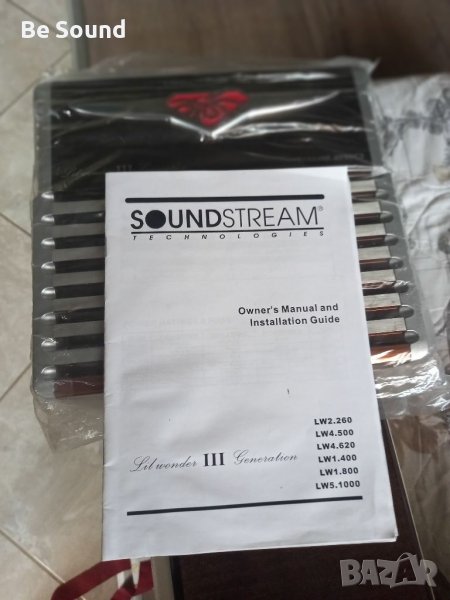 Be Sound
SOUNDSTREAM®
TECHNOLOGIES
Owner's Manual and
Installation Guide
LW2.260
LW4.500
LW4.620
LW1.400
LW1.800
LW5.1000
Lil wonder III Generation
BAZAR